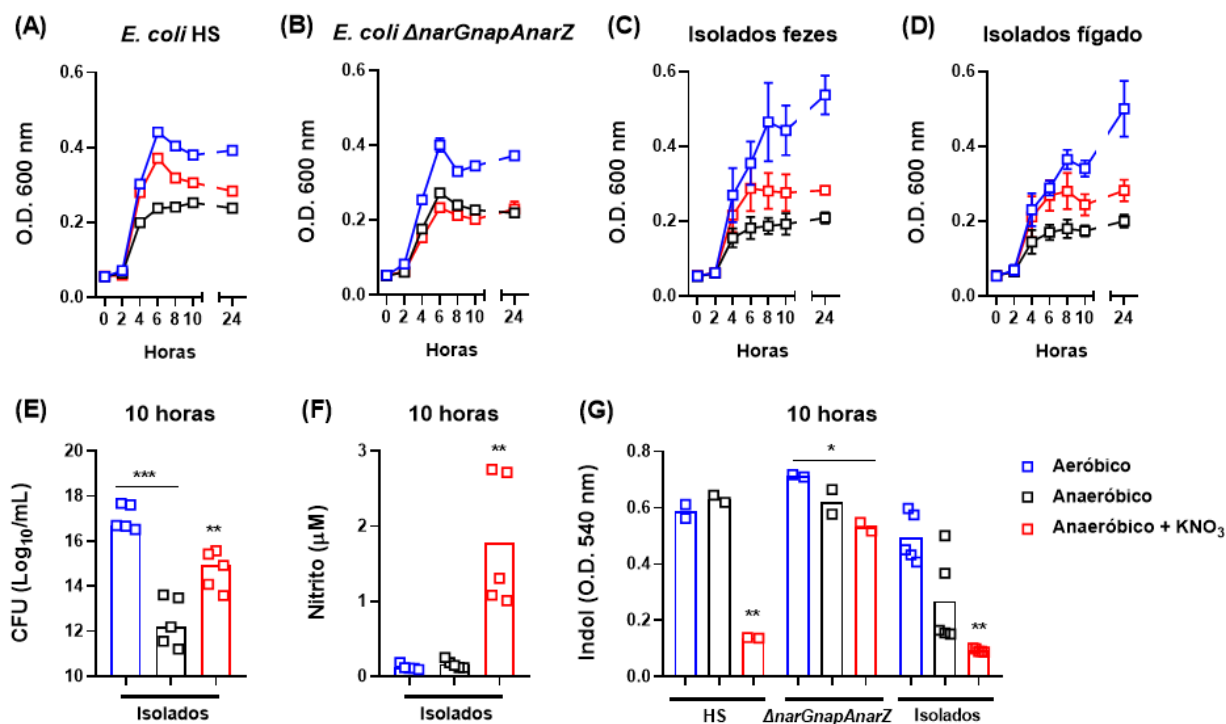 (A)
E. coli HS
O.D. 600 nm
0.6
0.4
0.2
0.0
0 2 4 6 8 10 24
Horas
(B)
E. coli ΔnarGnapAnarZ
O.D. 600 nm
0.6
0.4
0.2
0.0
0 2 4 6 8 10 24
Horas
(C)
Isolados fezes
O.D. 600 nm
0.6
0.4
0.2
0.0
0 2 4 6 8 10 24
Horas
(D)
Isolados fígado
O.D. 600 nm
0.6
0.4
0.2
0.0
0 2 4 6 8 10 24
Horas
(E)
10 horas
CFU (Log10/mL)
20
18
16
14
12
10
***
**
Isolados
(F)
10 horas
Nitrito (μM)
3
2
1
0
**
Isolados
(G)
10 horas
Indol (O.D. 540 nm)
0.8
0.6
0.4
0.2
0.0
**
*
**
HS ΔnarGnapAnarZ Isolados
Aeróbico
Anaeróbico
Anaeróbico + KNO3